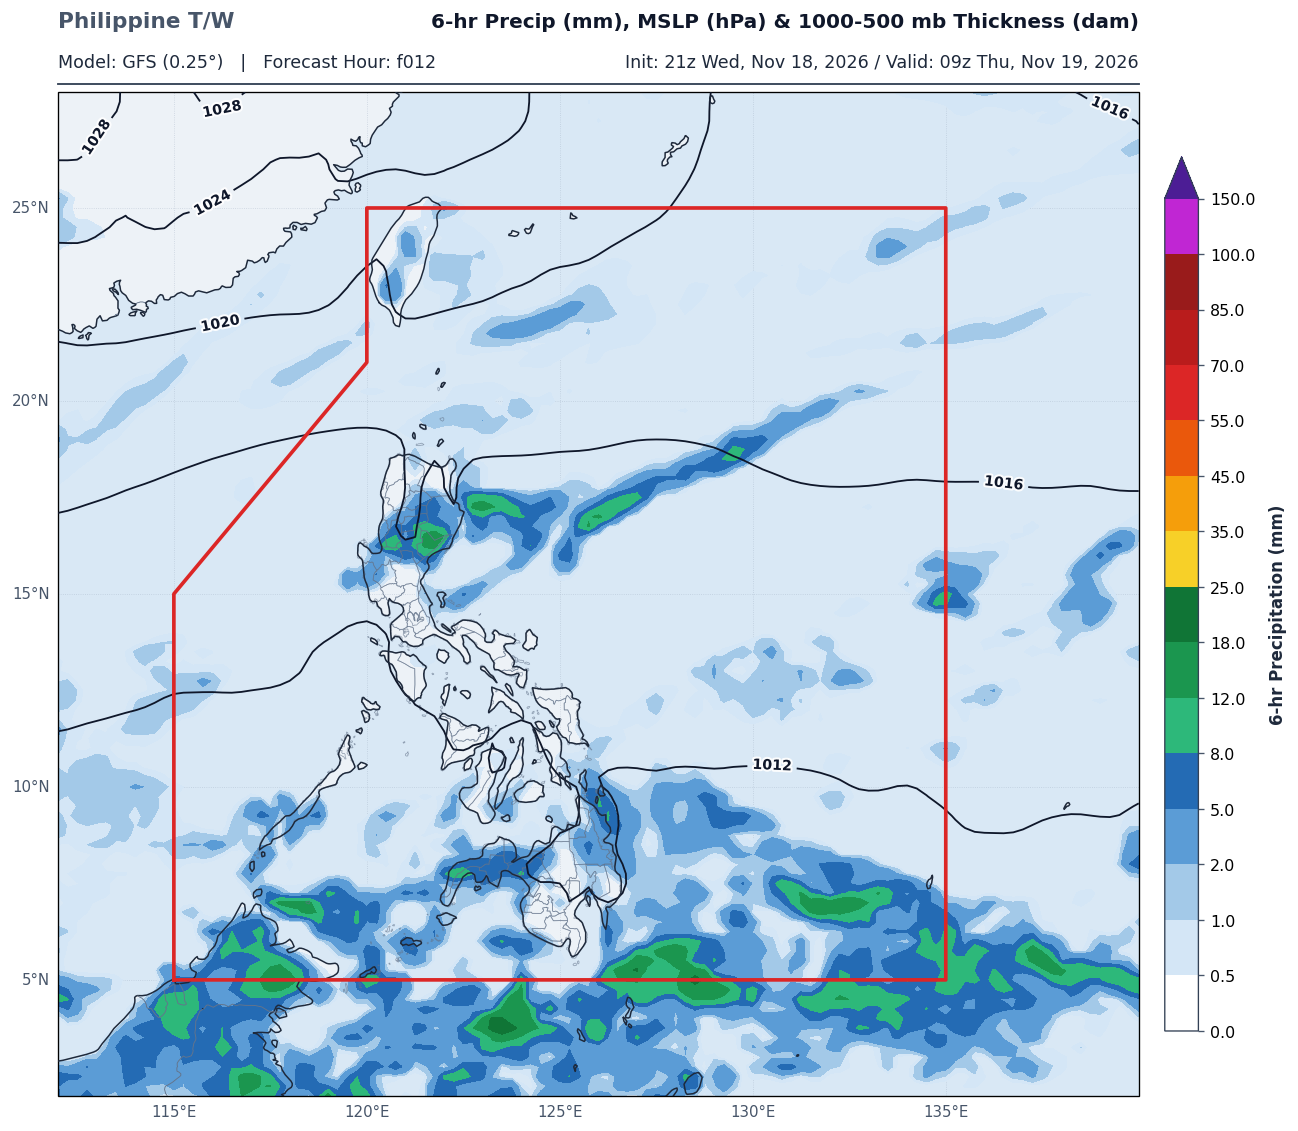 Philippine T/W
6-hr Precip (mm), MSLP (hPa) & 1000-500 mb Thickness (dam)
Model: GFS (0.25°) | Forecast Hour: f012
Init: 21z Wed, Nov 18, 2026 / Valid: 09z Thu, Nov 19, 2026
1028
1028
1016
1024
1020
1016
1012
25°N
20°N
15°N
10°N
5°N
115°E
120°E
125°E
130°E
135°E
150.0
100.0
85.0
70.0
55.0
45.0
35.0
25.0
18.0
12.0
8.0
5.0
2.0
1.0
0.5
0.0
6-hr Precipitation (mm)